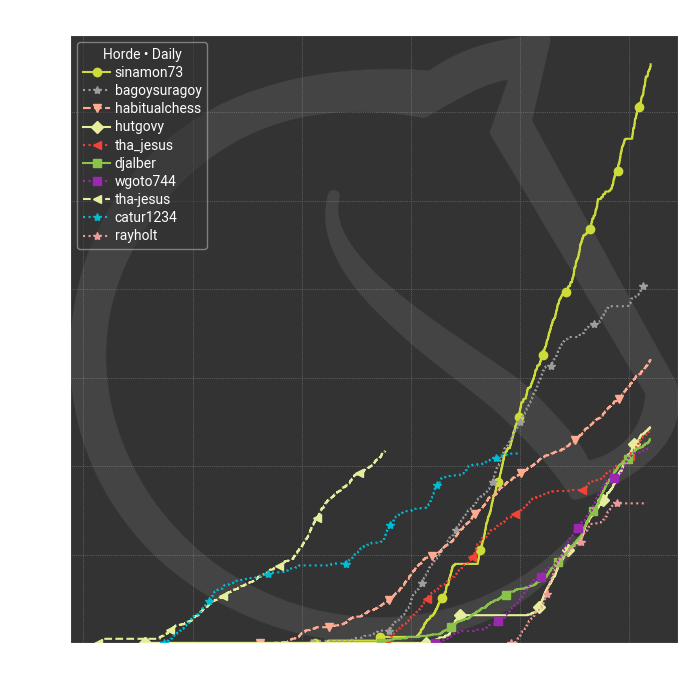 Horde • Daily
sinamon73
bagoysuragoy
habitualchess
hutgovy
tha_jesus
djalber
wgoto744
tha-jesus
catur1234
rayholt